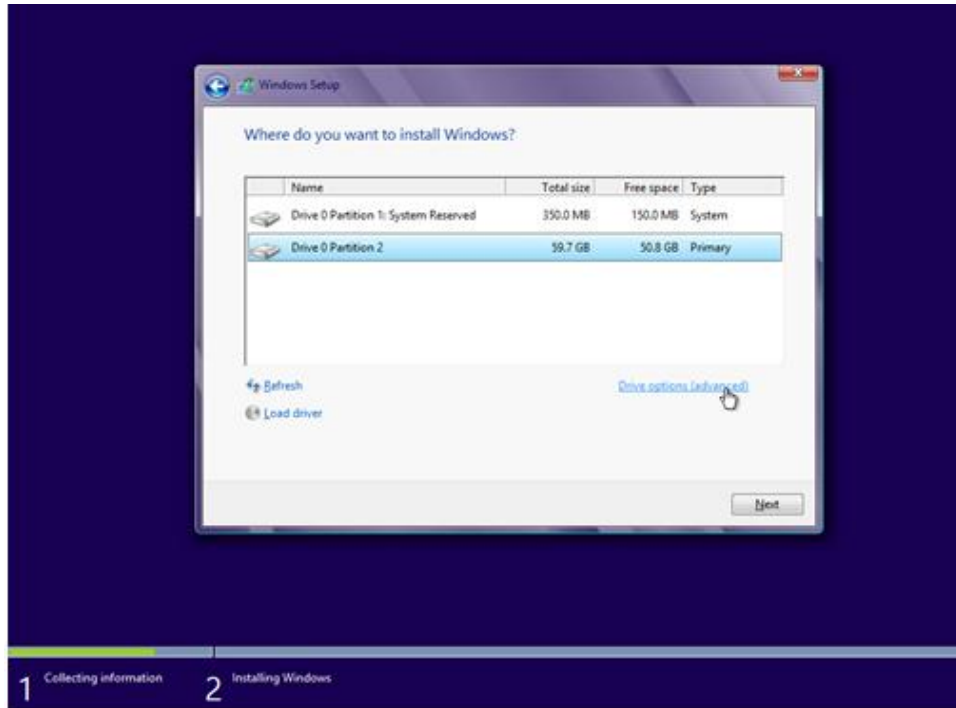 Windows Setup
Where do you want to install Windows?
Name Total size Free space Type
Drive 0 Partition 1: System Reserved 350.0 MB 150.0 MB System
Drive 0 Partition 2 59.7 GB 50.8 GB Primary
Refresh Drive options (advanced)
Load driver
Next
1 Collecting information 2 Installing Windows